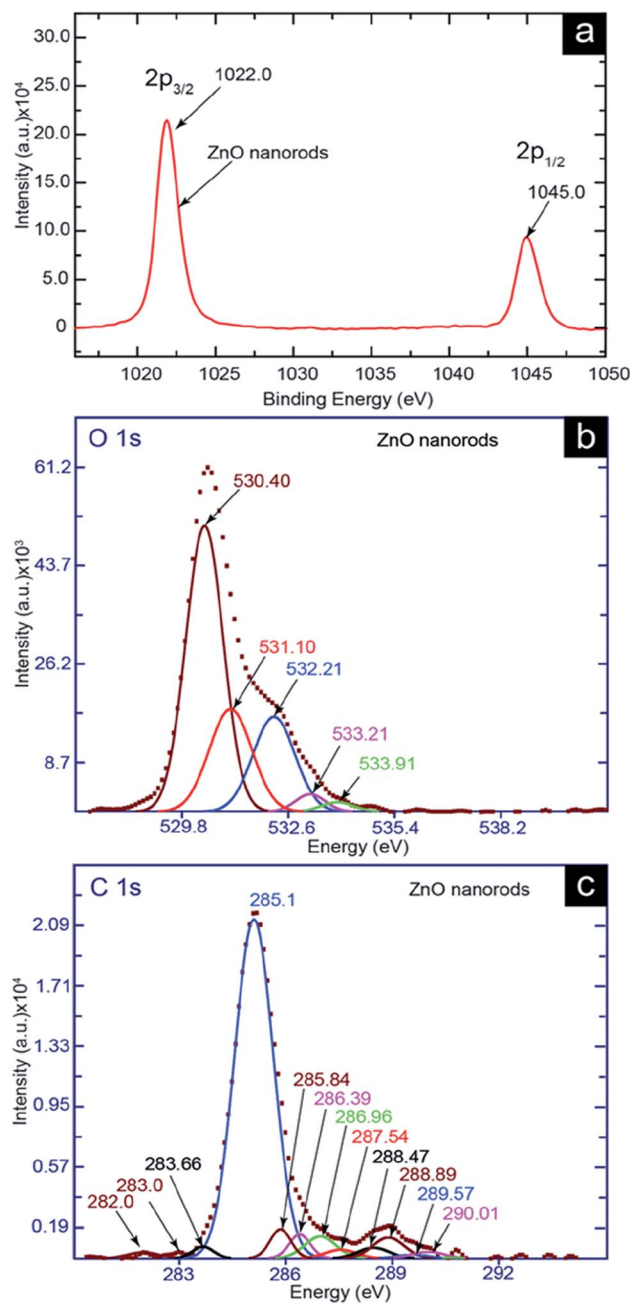 a
30.0
25.0
20.0
15.0
10.0
5.0
0
Intensity (a.u.)x10⁴
2p3/2
1022.0
ZnO nanorods
2p1/2
1045.0
1020 1025 1030 1035 1040 1045 1050
Binding Energy (eV)
O 1s
ZnO nanorods
b
61.2
43.7
26.2
8.7
Intensity (a.u.)x10³
530.40
531.10
532.21
533.21
533.91
529.8 532.6 535.4 538.2
Energy (eV)
C 1s
ZnO nanorods
c
2.09
1.71
1.33
0.95
0.57
0.19
Intensity (a.u.)x10⁴
285.1
285.84
286.39
286.96
287.54
288.47
288.89
289.57
290.01
283.66
283.0
282.0
283 286 289 292
Energy (eV)